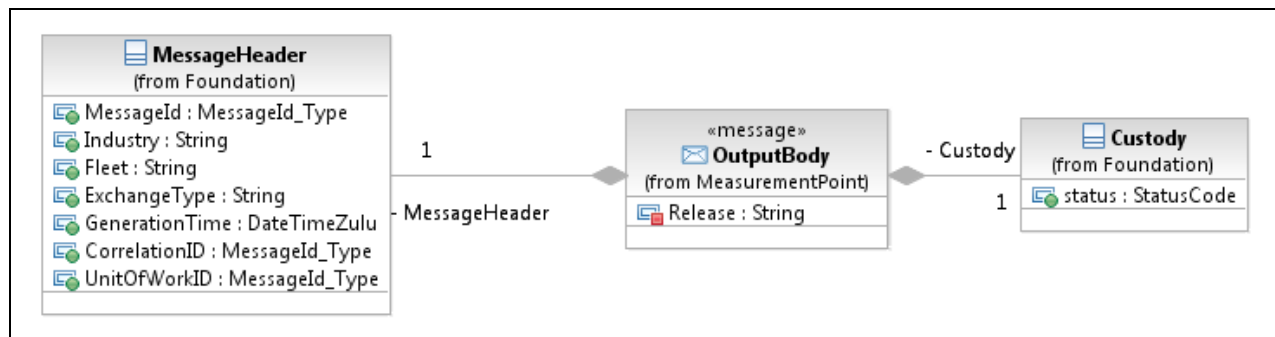 MessageHeader
(from Foundation)
MessageId : MessageId_Type
Industry : String
Fleet : String
ExchangeType : String
GenerationTime : DateTimeZulu
CorrelationID : MessageId_Type
UnitOfWorkID : MessageId_Type
1
- MessageHeader
«message»
OutputBody
(from MeasurementPoint)
Release : String
- Custody
1
Custody
(from Foundation)
status : StatusCode